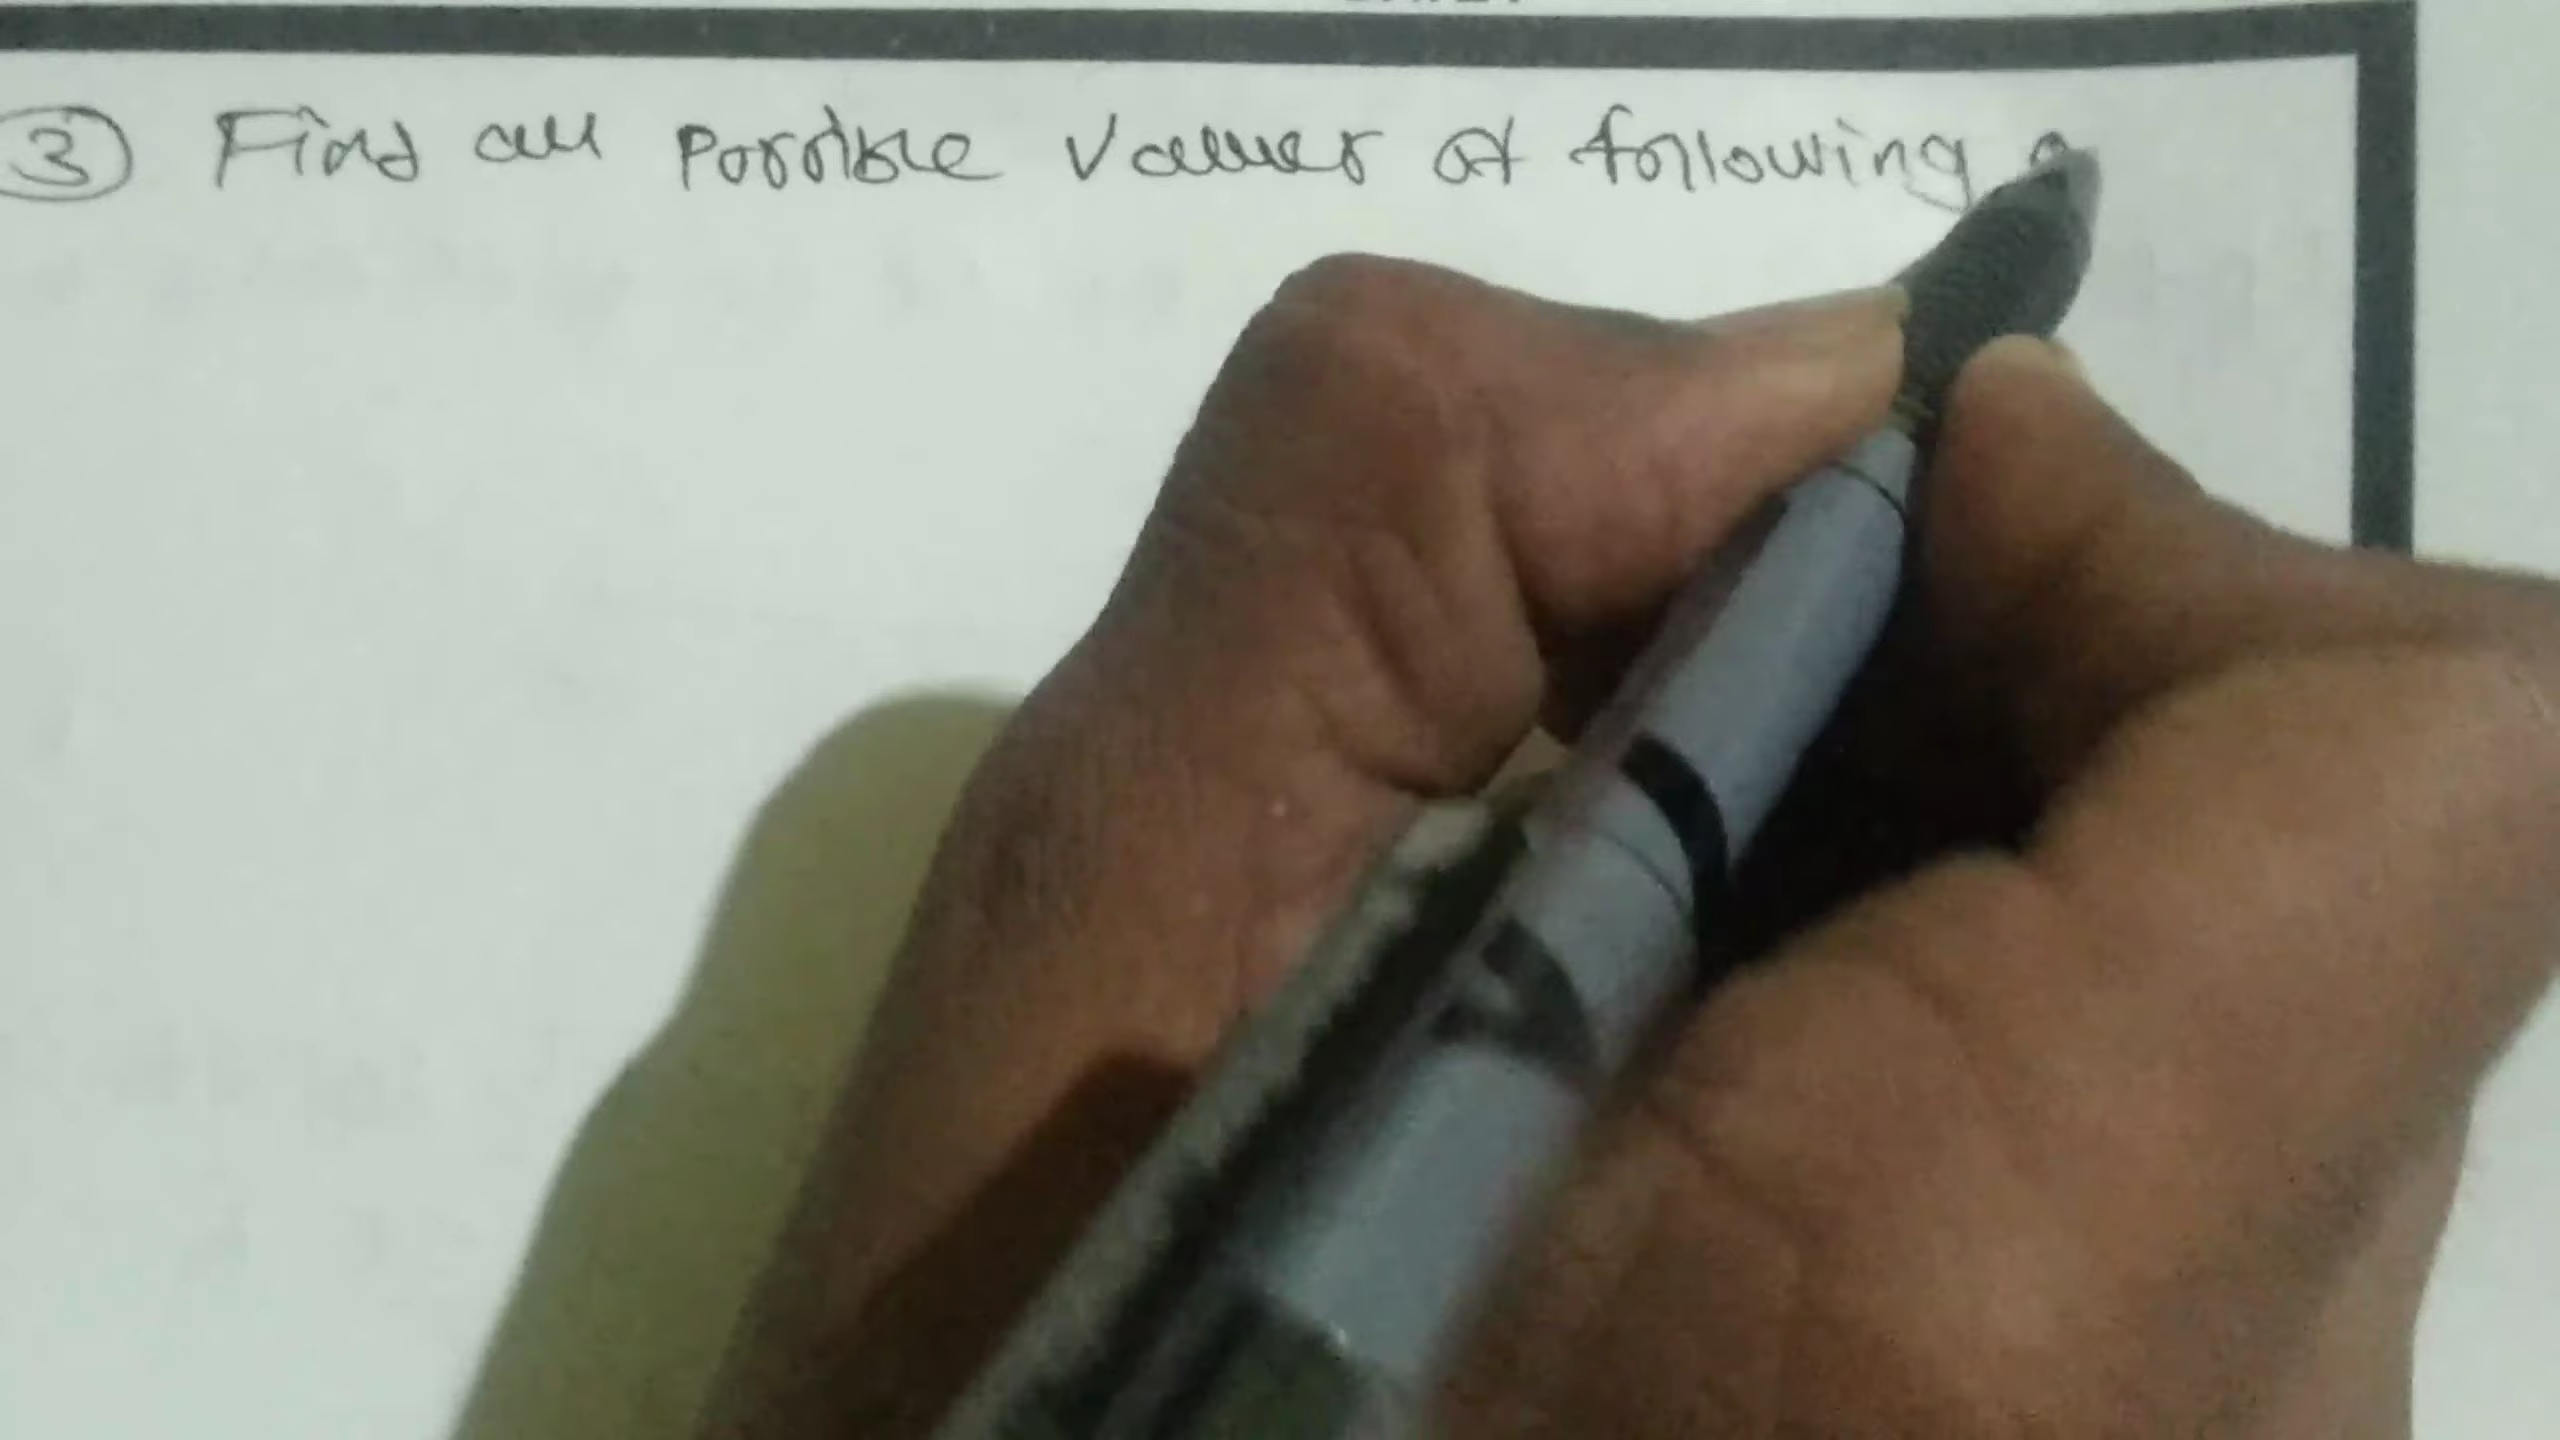 ③ Find all possible values of following